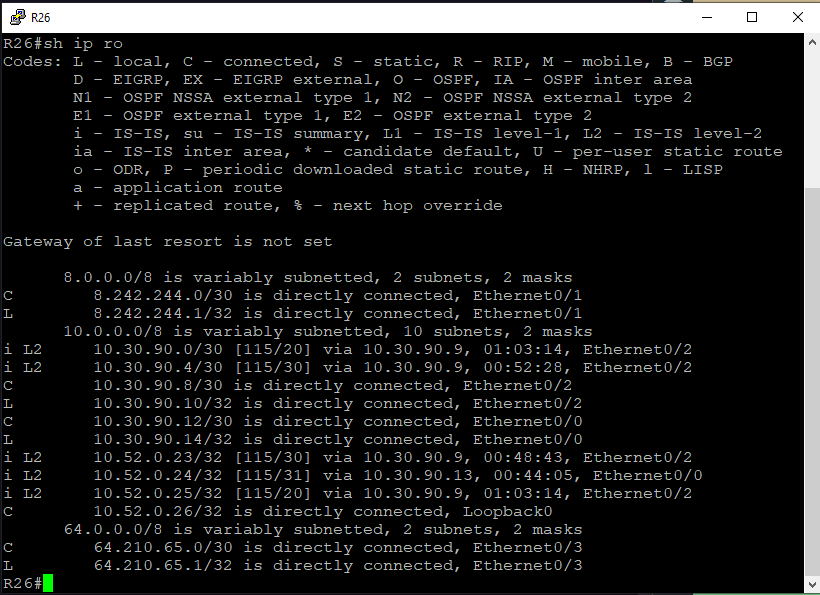 R26
R26#sh ip ro
Codes: L - local, C - connected, S - static, R - RIP, M - mobile, B - BGP
       D - EIGRP, EX - EIGRP external, O - OSPF, IA - OSPF inter area
       N1 - OSPF NSSA external type 1, N2 - OSPF NSSA external type 2
       E1 - OSPF external type 1, E2 - OSPF external type 2
       i - IS-IS, su - IS-IS summary, L1 - IS-IS level-1, L2 - IS-IS level-2
       ia - IS-IS inter area, * - candidate default, U - per-user static route
       o - ODR, P - periodic downloaded static route, H - NHRP, l - LISP
       a - application route
       + - replicated route, % - next hop override
Gateway of last resort is not set
      8.0.0.0/8 is variably subnetted, 2 subnets, 2 masks
C        8.242.244.0/30 is directly connected, Ethernet0/1
L        8.242.244.1/32 is directly connected, Ethernet0/1
      10.0.0.0/8 is variably subnetted, 10 subnets, 2 masks
i L2     10.30.90.0/30 [115/20] via 10.30.90.9, 01:03:14, Ethernet0/2
i L2     10.30.90.4/30 [115/30] via 10.30.90.9, 00:52:28, Ethernet0/2
C        10.30.90.8/30 is directly connected, Ethernet0/2
L        10.30.90.10/32 is directly connected, Ethernet0/2
C        10.30.90.12/30 is directly connected, Ethernet0/0
L        10.30.90.14/32 is directly connected, Ethernet0/0
i L2     10.52.0.23/32 [115/30] via 10.30.90.9, 00:48:43, Ethernet0/2
i L2     10.52.0.24/32 [115/31] via 10.30.90.13, 00:44:05, Ethernet0/0
i L2     10.52.0.25/32 [115/20] via 10.30.90.9, 01:03:14, Ethernet0/2
C        10.52.0.26/32 is directly connected, Loopback0
      64.0.0.0/8 is variably subnetted, 2 subnets, 2 masks
C        64.210.65.0/30 is directly connected, Ethernet0/3
L        64.210.65.1/32 is directly connected, Ethernet0/3
R26#